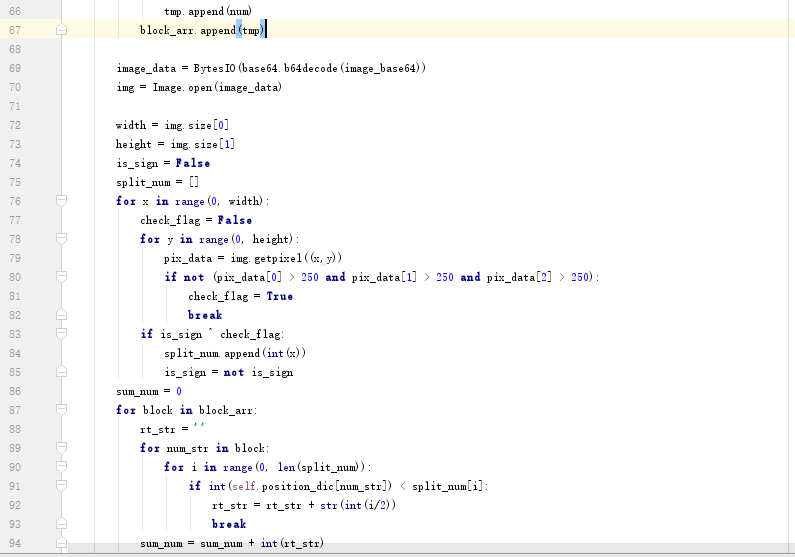 66 tmp.append(num)
67 block_arr.append(tmp)
68
69 image_data = BytesIO(base64.b64decode(image_base64))
70 img = Image.open(image_data)
71
72 width = img.size[0]
73 height = img.size[1]
74 is_sign = False
75 split_num = []
76 for x in range(0, width):
77 check_flag = False
78 for y in range(0, height):
79 pix_data = img.getpixel((x,y))
80 if not (pix_data[0] > 250 and pix_data[1] > 250 and pix_data[2] > 250):
81 check_flag = True
82 break
83 if is_sign ^ check_flag:
84 split_num.append(int(x))
85 is_sign = not is_sign
86 sum_num = 0
87 for block in block_arr:
88 rt_str = ''
89 for num_str in block:
90 for i in range(0, len(split_num)):
91 if int(self.position_dic[num_str]) < split_num[i]:
92 rt_str = rt_str + str(int(i/2))
93 break
94 sum_num = sum_num + int(rt_str)